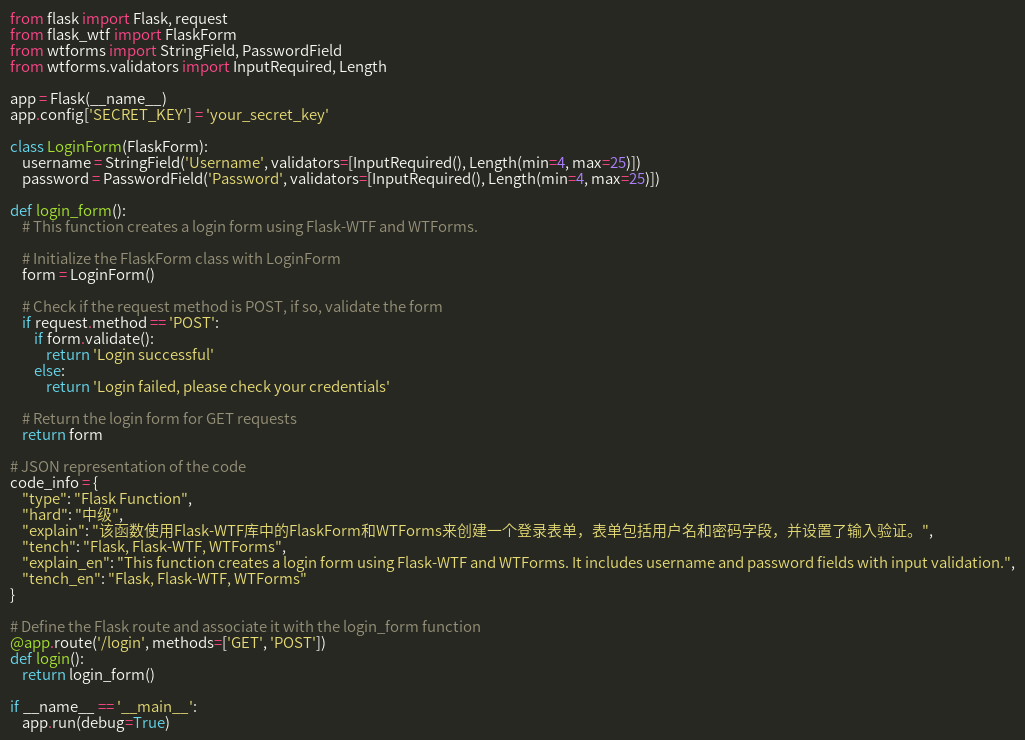 from flask import Flask, request
from flask_wtf import FlaskForm
from wtforms import StringField, PasswordField
from wtforms.validators import InputRequired, Length

app = Flask(__name__)
app.config['SECRET_KEY'] = 'your_secret_key'

class LoginForm(FlaskForm):
    username = StringField('Username', validators=[InputRequired(), Length(min=4, max=25)])
    password = PasswordField('Password', validators=[InputRequired(), Length(min=4, max=25)])

def login_form():
    # This function creates a login form using Flask-WTF and WTForms.

    # Initialize the FlaskForm class with LoginForm
    form = LoginForm()

    # Check if the request method is POST, if so, validate the form
    if request.method == 'POST':
        if form.validate():
            return 'Login successful'
        else:
            return 'Login failed, please check your credentials'

    # Return the login form for GET requests
    return form

# JSON representation of the code
code_info = {
    "type": "Flask Function",
    "hard": "中级",
    "explain": "该函数使用Flask-WTF库中的FlaskForm和WTForms来创建一个登录表单，表单包括用户名和密码字段，并设置了输入验证。",
    "tench": "Flask, Flask-WTF, WTForms",
    "explain_en": "This function creates a login form using Flask-WTF and WTForms. It includes username and password fields with input validation.",
    "tench_en": "Flask, Flask-WTF, WTForms"
}

# Define the Flask route and associate it with the login_form function
@app.route('/login', methods=['GET', 'POST'])
def login():
    return login_form()

if __name__ == '__main__':
    app.run(debug=True)